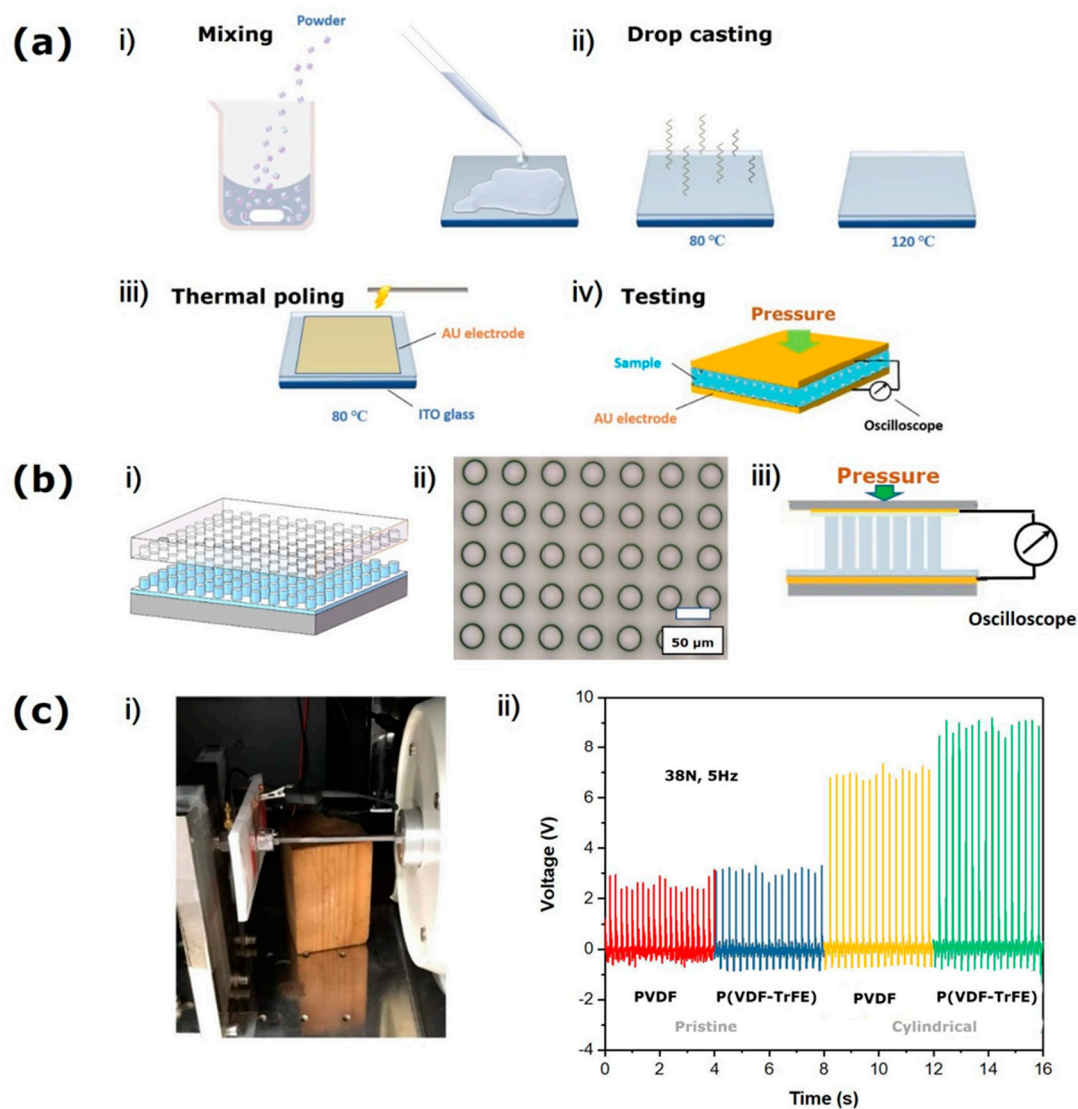 (a)
i)
Mixing
Powder
ii)
Drop casting
80 °C
120 °C
iii)
Thermal poling
AU electrode
ITO glass
80 °C
iv)
Testing
Pressure
Sample
AU electrode
Oscilloscope
(b)
i)
ii)
50 µm
iii)
Pressure
Oscilloscope
(c)
i)
ii)
10
8
6
4
2
0
-2
-4
Voltage (V)
38N, 5Hz
PVDF
P(VDF-TrFE)
PVDF
P(VDF-TrFE)
Pristine
Cylindrical
0 2 4 6 8 10 12 14 16
Time (s)